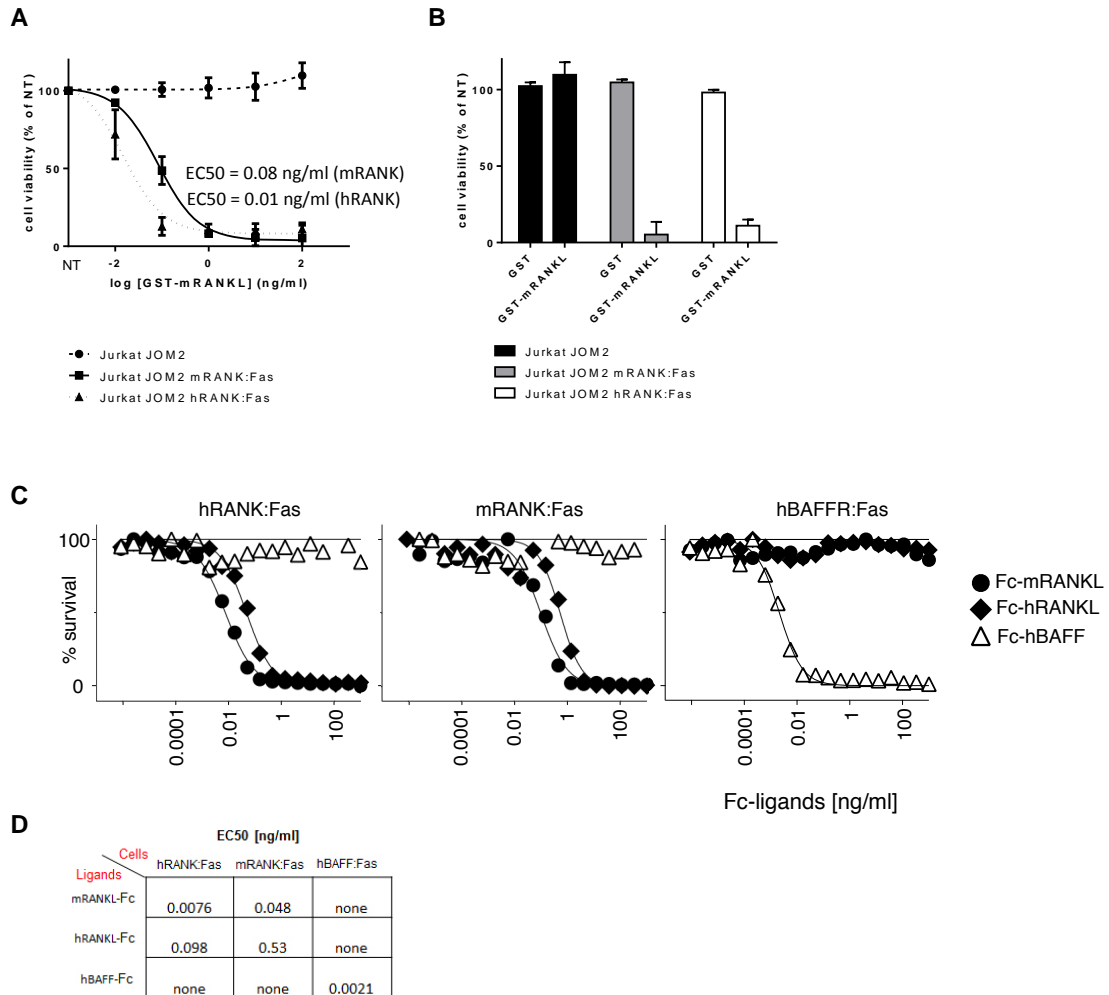 A
cell viability (% of NT)
100
50
0
EC50 = 0.08 ng/ml (mRANK)
EC50 = 0.01 ng/ml (hRANK)
NT
-2
0
2
log [GST-mRANKL] (ng/ml)
Jurkat JOM2
Jurkat JOM2 mRANK:Fas
Jurkat JOM2 hRANK:Fas
B
cell viability (% of NT)
100
50
0
GST
GST-mRANKL
GST
GST-mRANKL
GST
GST-mRANKL
Jurkat JOM2
Jurkat JOM2 mRANK:Fas
Jurkat JOM2 hRANK:Fas
C
hRANK:Fas
mRANK:Fas
hBAFFR:Fas
% survival
100
0
0.0001
0.01
1
100
0.0001
0.01
1
100
0.0001
0.01
1
100
Fc-mRANKL
Fc-hRANKL
Fc-hBAFF
Fc-ligands [ng/ml]
D
EC50 [ng/ml]
Cells
Ligands
hRANK:Fas mRANK:Fas hBAFF:Fas
mRANKL-Fc 0.0076 0.048 none
hRANKL-Fc 0.098 0.53 none
hBAFF-Fc none none 0.0021